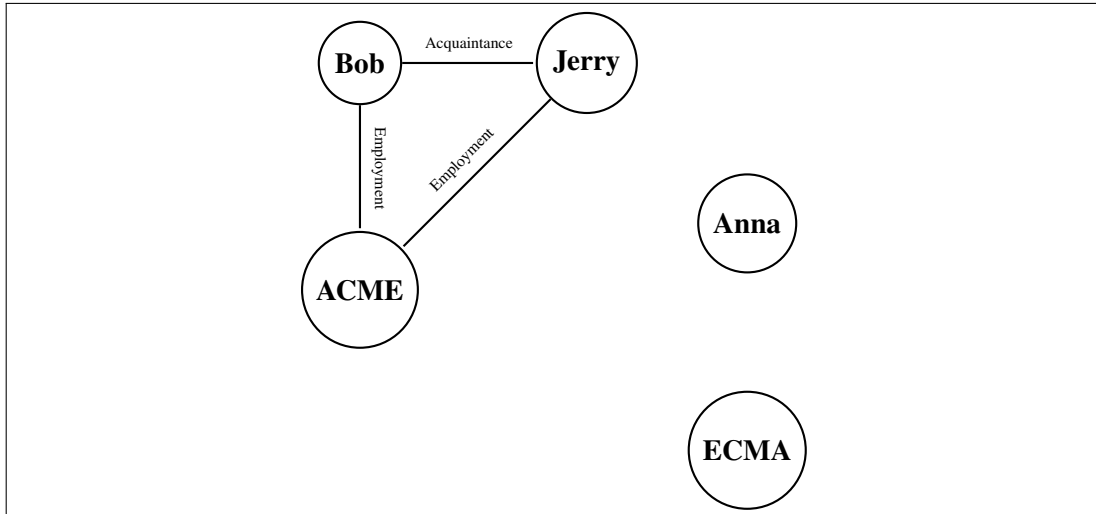 Bob
Acquaintance
Jerry
Employment
Employment
Anna
ACME
ECMA